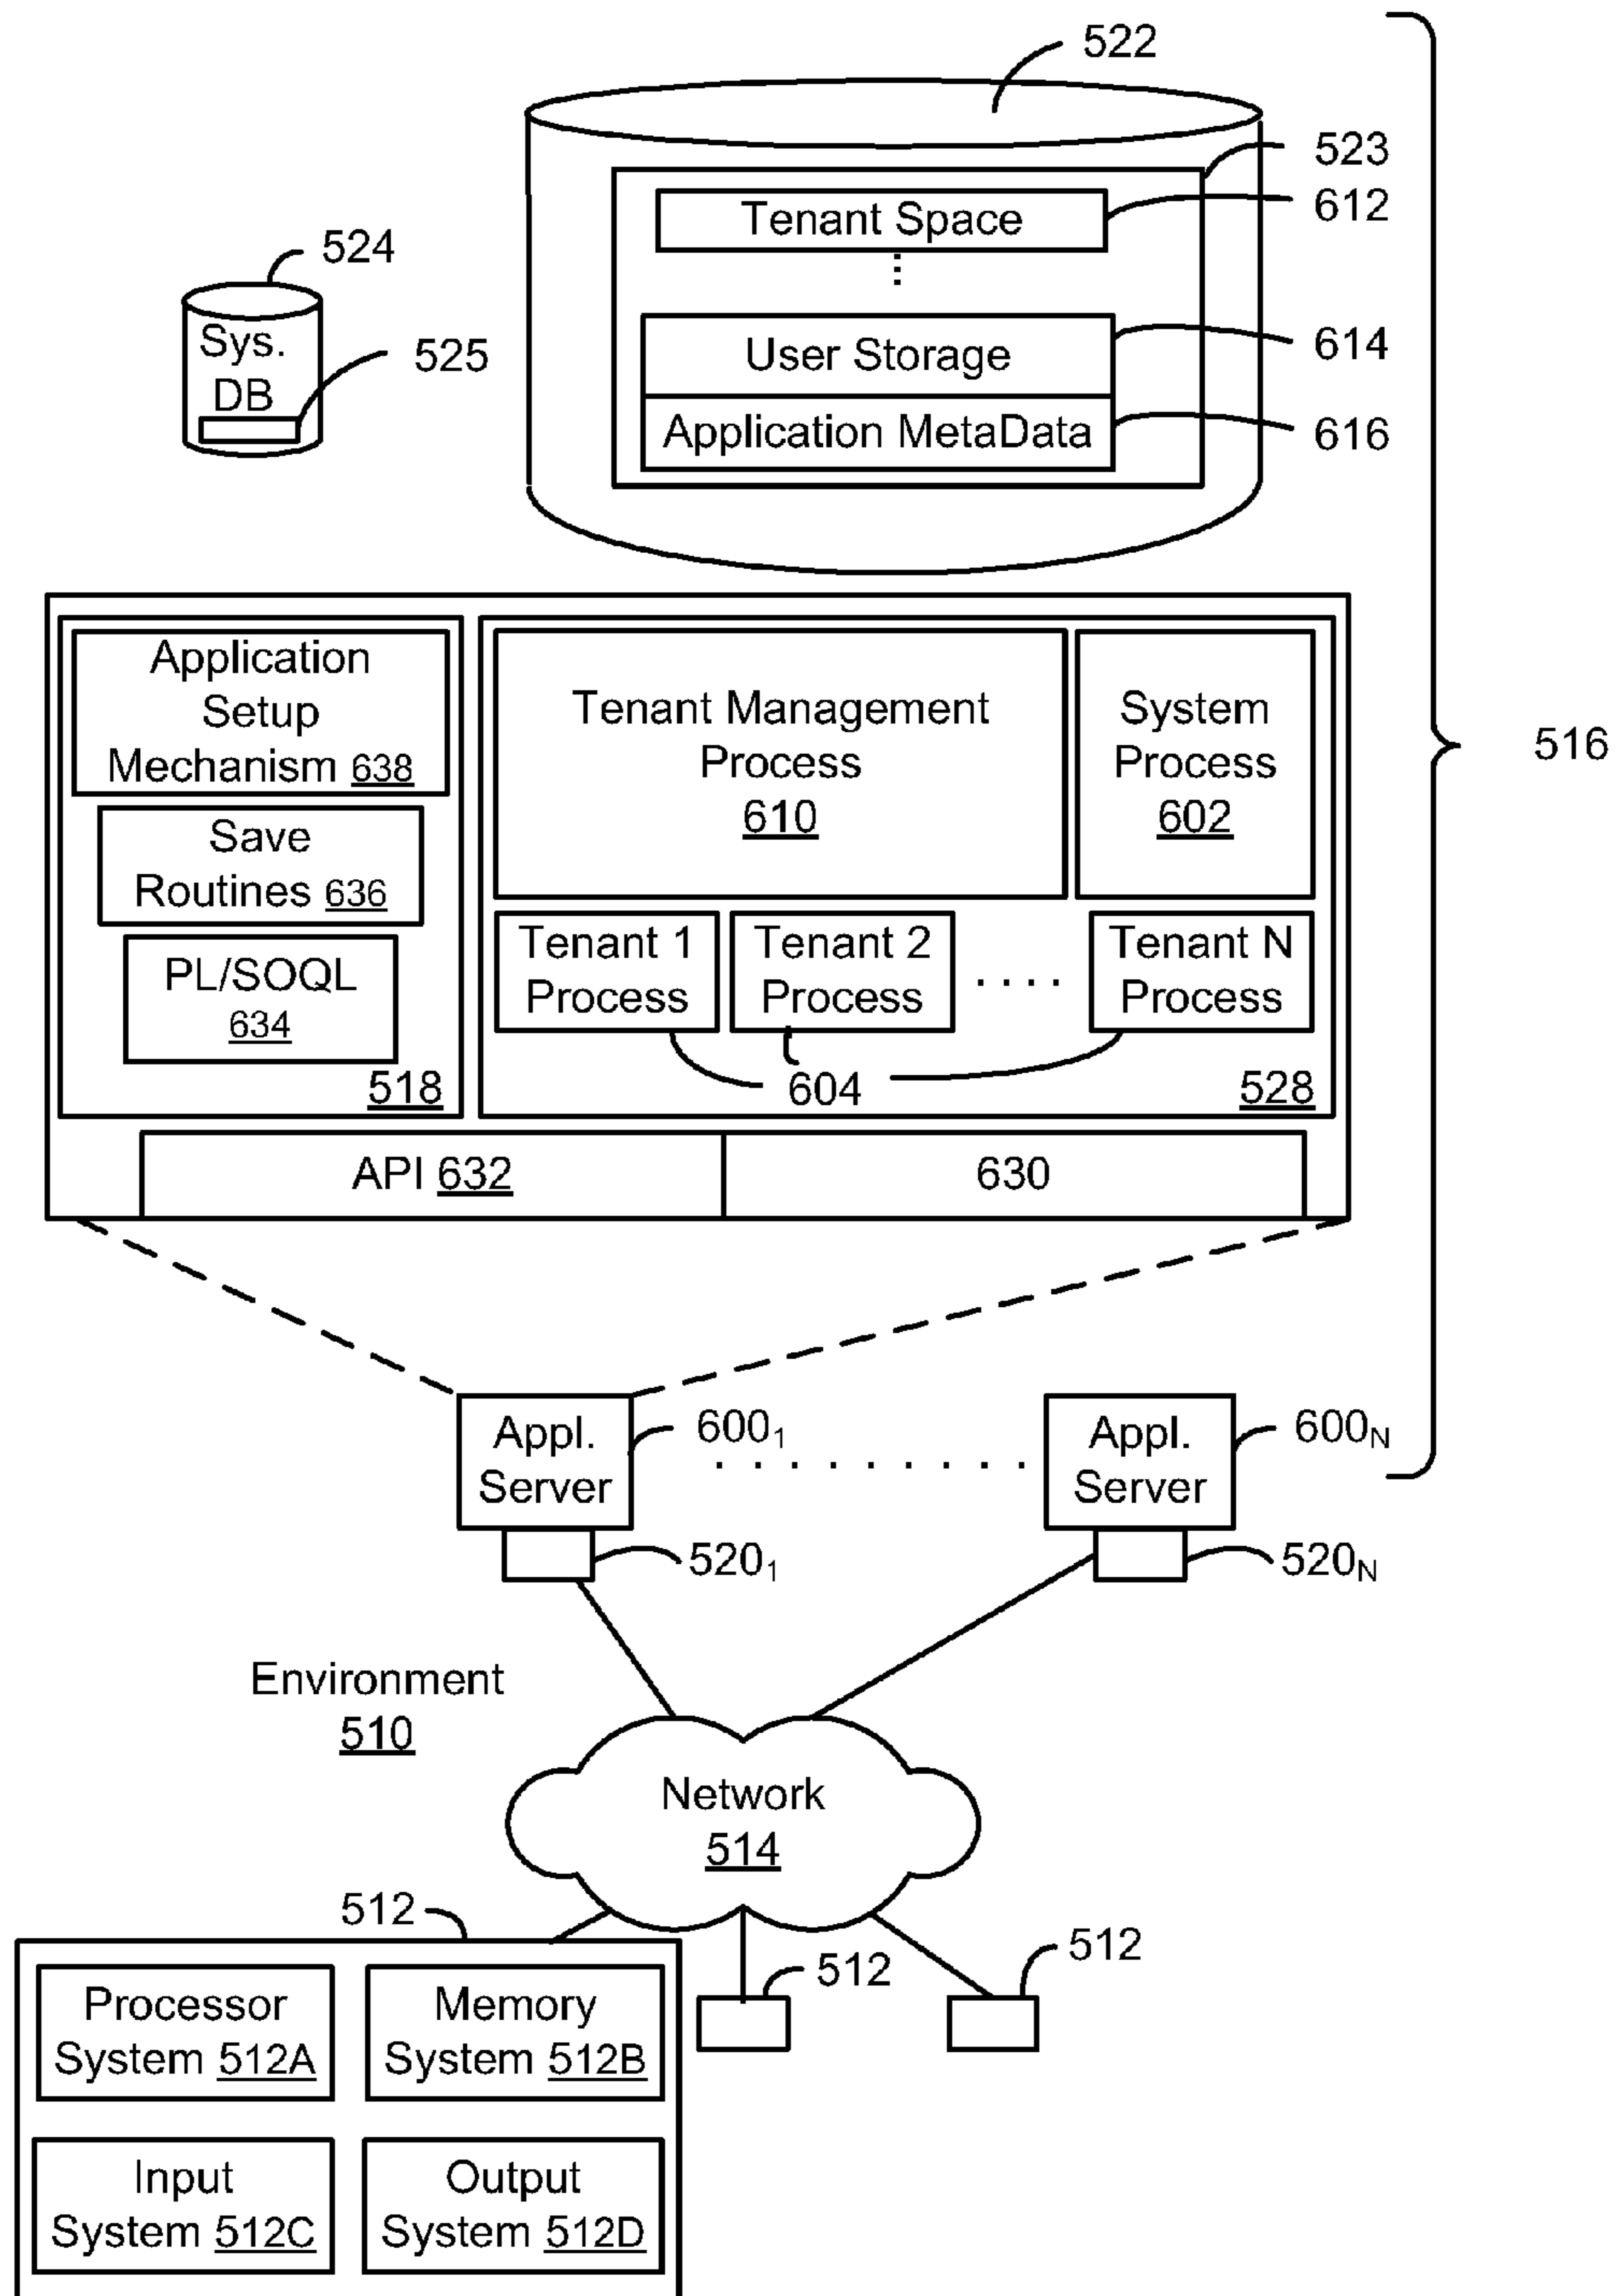 522
523
Tenant Space
612
524
Sys.
DB
525
User Storage
614
Application MetaData
616
516
Application
Setup
Mechanism 638
Save
Routines 636
PL/SOQL
634
518
Tenant Management
Process
610
System
Process
602
Tenant 1
Process
Tenant 2
Process
. . . .
Tenant N
Process
604
528
API 632
630
Appl.
Server
600₁
. . . . . . . . .
Appl.
Server
600N
520₁
520N
Environment
510
Network
514
512
512
512
Processor
System 512A
Memory
System 512B
Input
System 512C
Output
System 512D